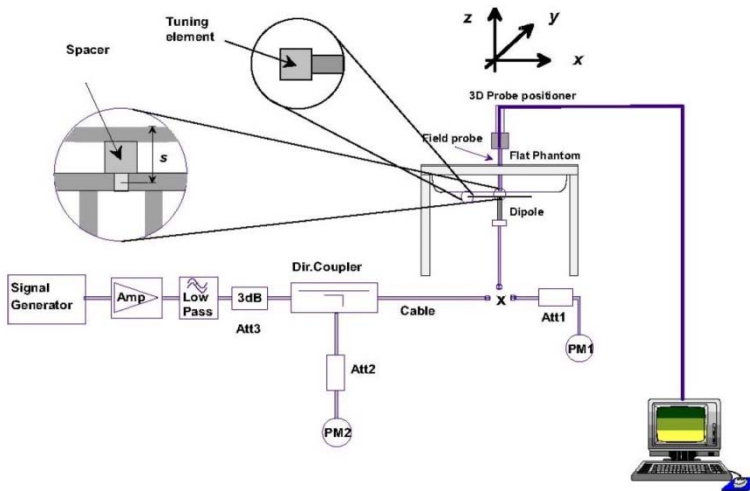 Tuning
element
Spacer
s
z
y
x
3D Probe positioner
Field probe
Flat Phantom
Dipole
Signal
Generator
Amp
Low
Pass
3dB
Att3
Dir.Coupler
Cable
x
Att1
PM1
Att2
PM2